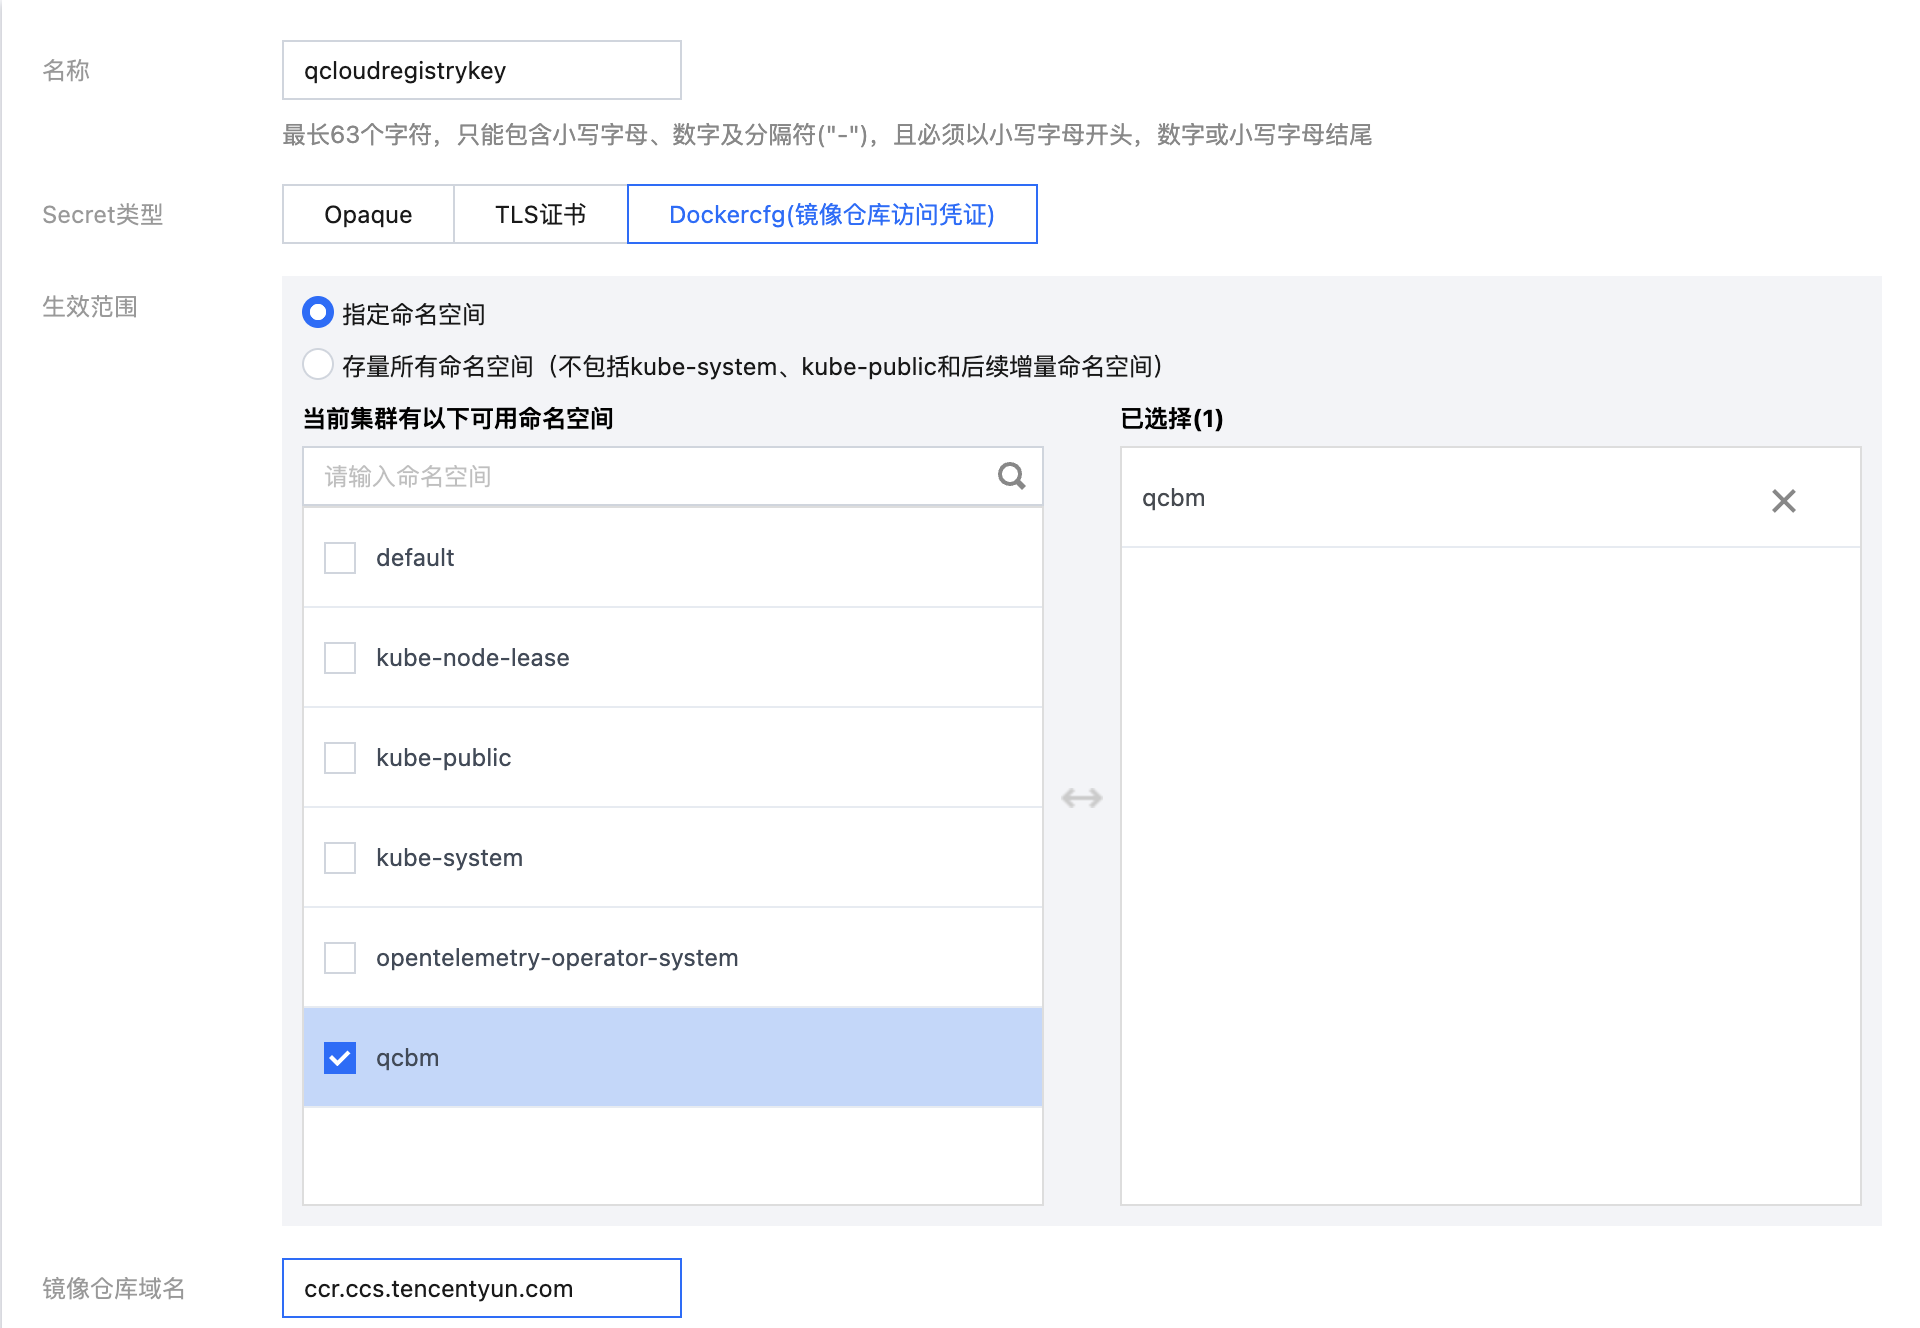 名称
qcloudregistrykey
最长63个字符，只能包含小写字母、数字及分隔符("-")，且必须以小写字母开头，数字或小写字母结尾
Secret类型
Opaque
TLS证书
Dockercfg(镜像仓库访问凭证)
生效范围
指定命名空间
存量所有命名空间（不包括kube-system、kube-public和后续增量命名空间）
当前集群有以下可用命名空间
请输入命名空间
default
kube-node-lease
kube-public
kube-system
opentelemetry-operator-system
qcbm
已选择(1)
qcbm
镜像仓库域名
ccr.ccs.tencentyun.com